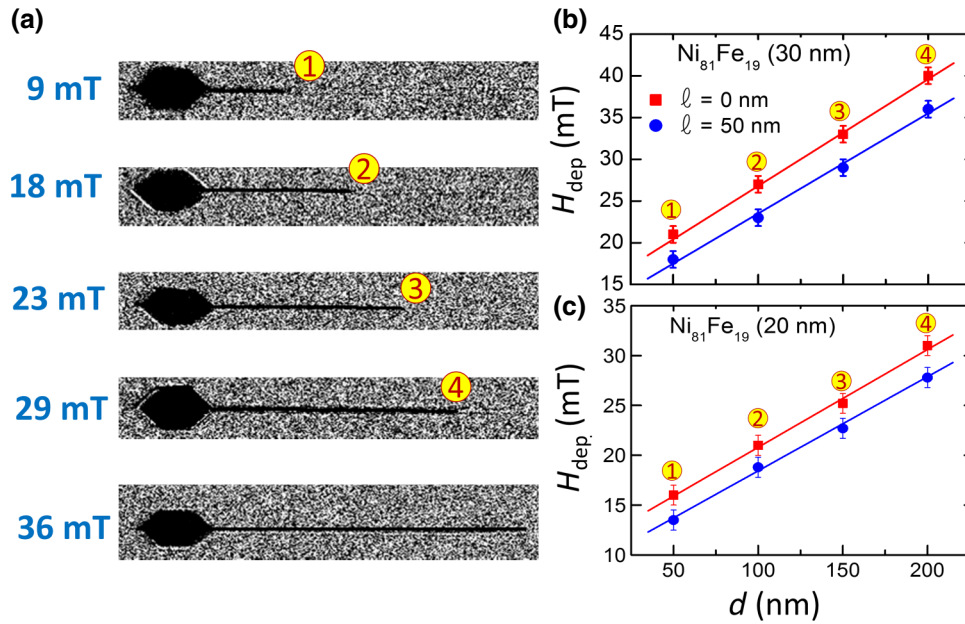 (a)
9 mT
1
18 mT
2
23 mT
3
29 mT
4
36 mT
(b)
Ni81Fe19 (30 nm)
ℓ = 0 nm
ℓ = 50 nm
Hdep (mT)
45
40
35
30
25
20
15
1
2
3
4
(c)
Ni81Fe19 (20 nm)
Hdep (mT)
35
30
25
20
15
10
1
2
3
4
50 100 150 200
d (nm)